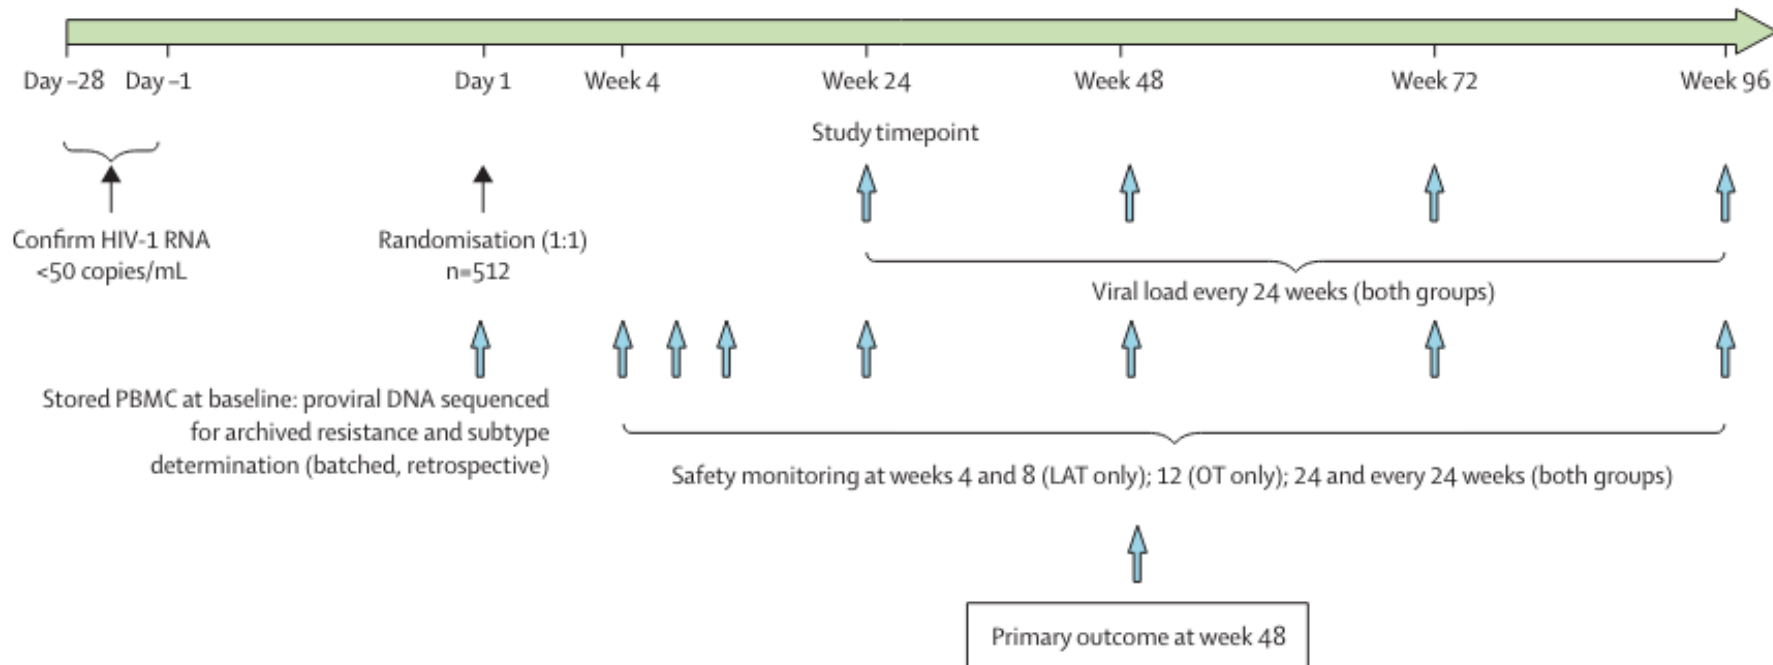 Day –28 Day –1 Day 1 Week 4 Week 24 Week 48 Week 72 Week 96
Study timepoint
Confirm HIV-1 RNA
<50 copies/mL
Randomisation (1:1)
n=512
Viral load every 24 weeks (both groups)
Stored PBMC at baseline: proviral DNA sequenced
for archived resistance and subtype
determination (batched, retrospective)
Safety monitoring at weeks 4 and 8 (LAT only); 12 (OT only); 24 and every 24 weeks (both groups)
Primary outcome at week 48